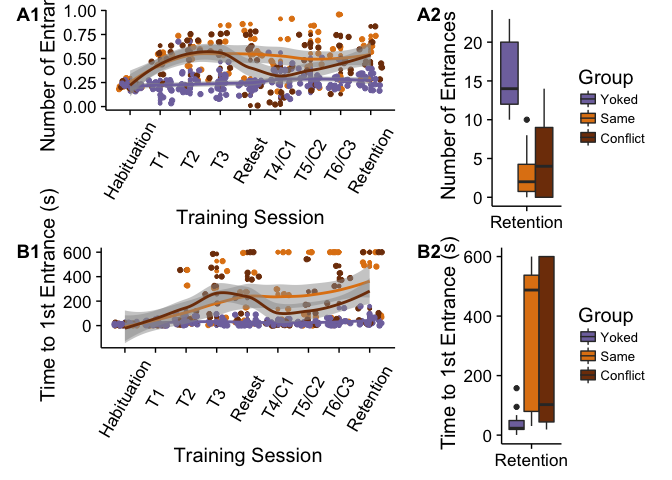 A1
Number of Entran
1.00
0.75
0.50
0.25
0.00
Habituation
T1
T2
T3
Retest
T4/C1
T5/C2
T6/C3
Retention
Training Session
A2
Number of Entrances
20
15
10
5
0
Retention
Group
Yoked
Same
Conflict
B1
Time to 1st Entrance (s)
600
400
200
0
Habituation
T1
T2
T3
Retest
T4/C1
T5/C2
T6/C3
Retention
Training Session
B2
Time to 1st Entrance (s)
600
400
200
0
Retention
Group
Yoked
Same
Conflict